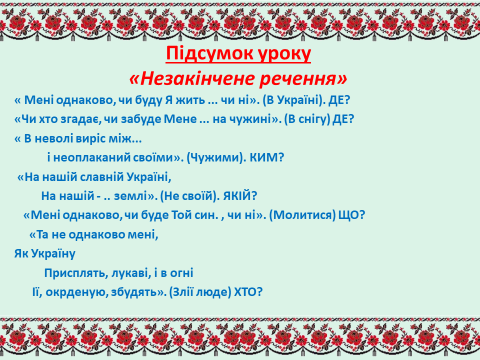 Підсумок уроку
«Незакінчене речення»
« Мені однаково, чи буду Я жить ... чи ні». (В Україні). ДЕ?
«Чи хто згадає, чи забуде Мене ... на чужині». (В снігу) ДЕ?
« В неволі виріс між...
і неоплаканий своїми». (Чужими). КИМ?
«На нашій славній Україні,
На нашій - .. землі». (Не своїй). ЯКІЙ?
«Мені однаково, чи буде Той син. , чи ні». (Молитися) ЩО?
«Та не однаково мені,
Як Україну
Присплять, лукаві, і в огні
Її, окрденую, збудять». (Злії люде) ХТО?